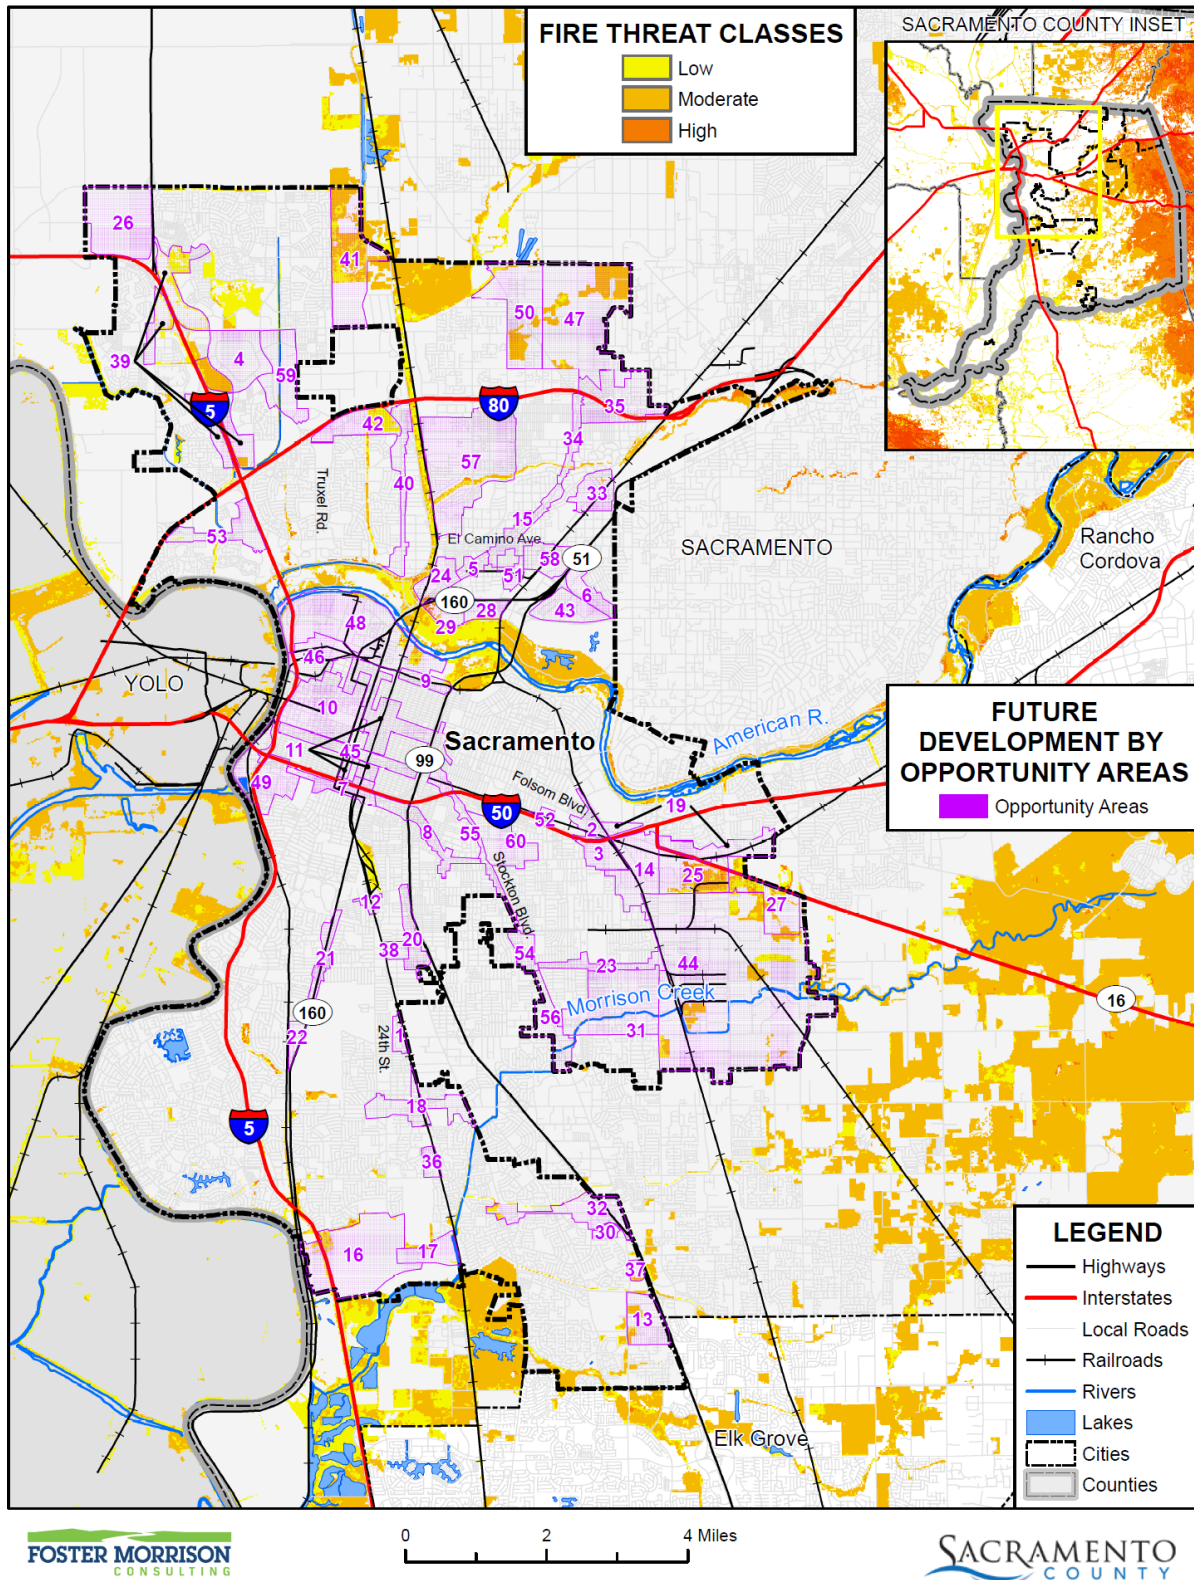 FIRE THREAT CLASSES
Low
Moderate
High
SACRAMENTO COUNTY INSET
26
41
50
47
39
4
59
5
80
35
42
34
57
40
Truxel Rd.
33
15
53
El Camino Ave.
SACRAMENTO
Rancho
Cordova
24
5
51
58
51
6
160
28
43
29
48
46
YOLO
9
10
11
45
Sacramento
99
American R.
FUTURE
DEVELOPMENT BY
OPPORTUNITY AREAS
Opportunity Areas
49
7
Folsom Blvd.
50
8
55
52
2
19
60
3
Stockton Blvd.
14
25
12
27
20
38
54
21
23
44
Morrison Creek
16
160
56
22
1
31
24th St.
18
5
36
32
30
16
17
37
13
Elk Grove
LEGEND
Highways
Interstates
Local Roads
Railroads
Rivers
Lakes
Cities
Counties
FOSTER MORRISON
CONSULTING
0 2 4 Miles
SACRAMENTO
COUNTY